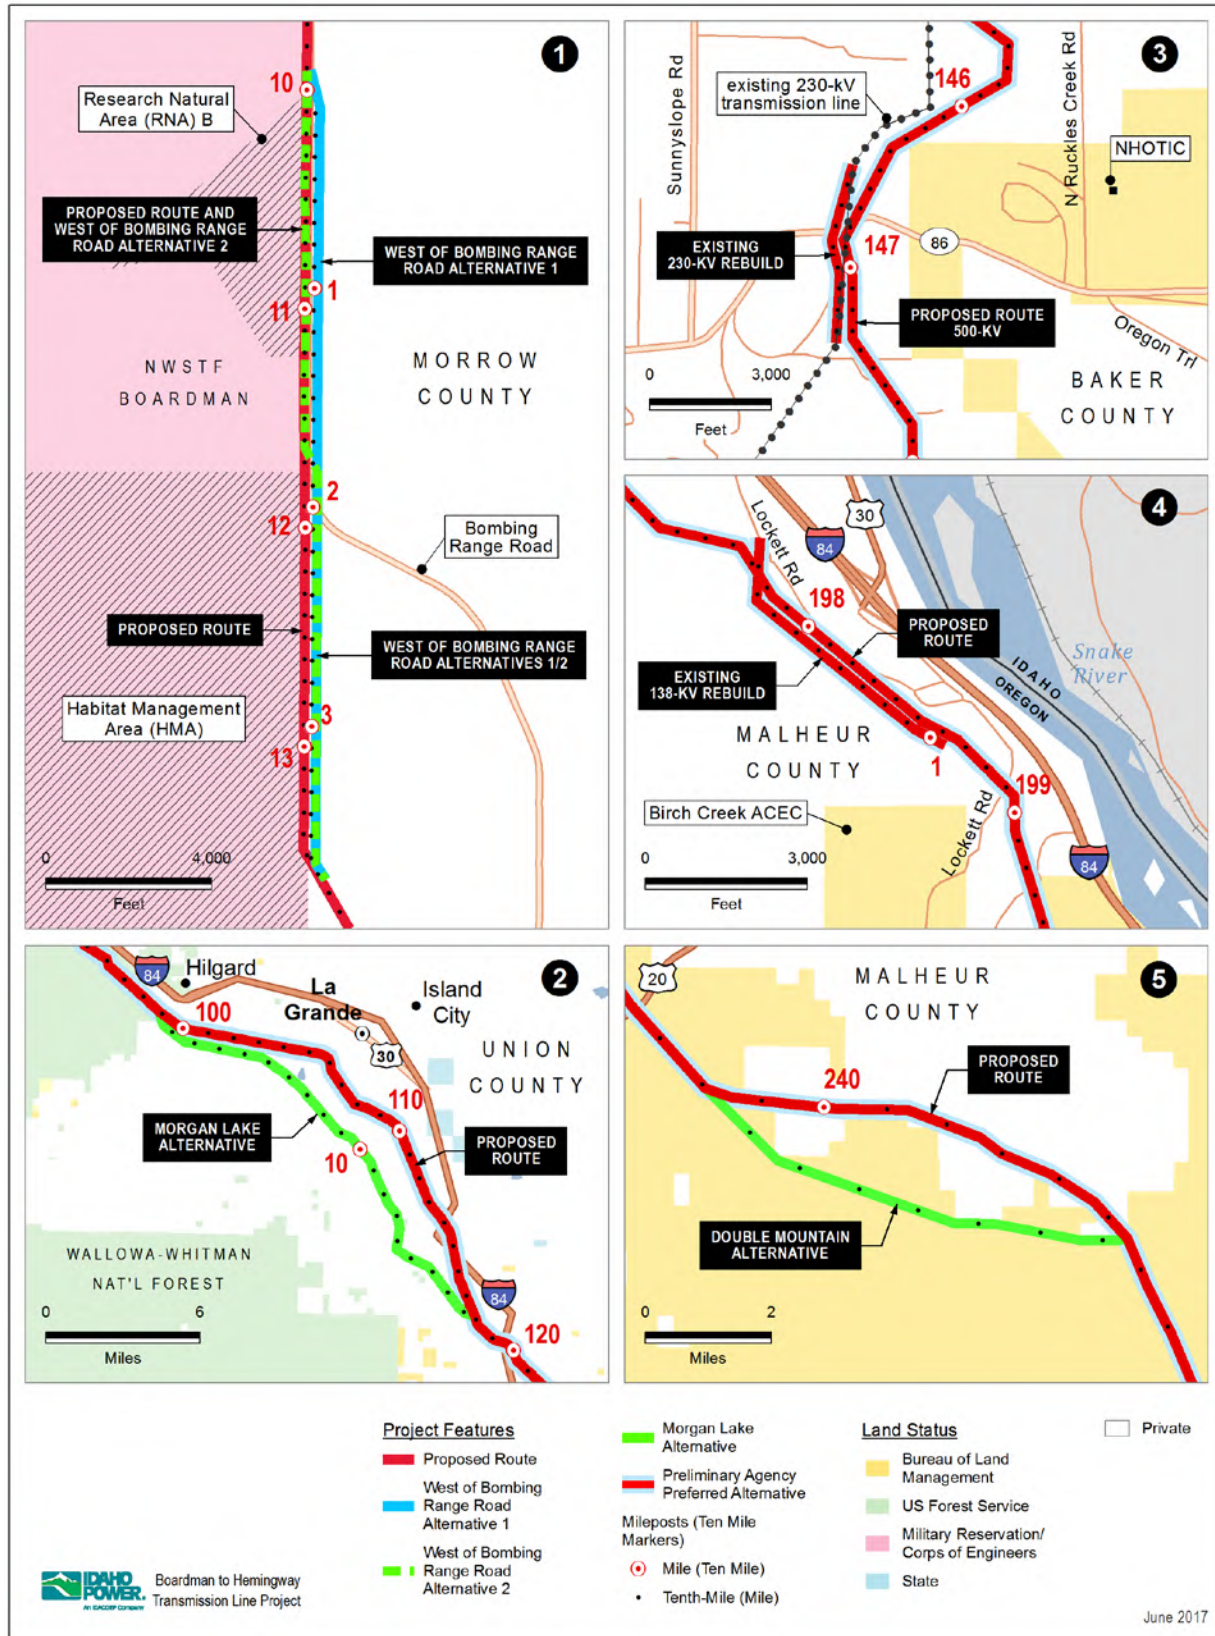 1
10
Research Natural
Area (RNA) B
PROPOSED ROUTE AND
WEST OF BOMBING RANGE
ROAD ALTERNATIVE 2
WEST OF BOMBING RANGE
ROAD ALTERNATIVE 1
1
11
NWSTF
BOARDMAN
MORROW
COUNTY
2
12
Bombing
Range Road
PROPOSED ROUTE
WEST OF BOMBING RANGE
ROAD ALTERNATIVES 1/2
Habitat Management
Area (HMA)
3
13
0 4,000
Feet
3
Sunnyslope Rd
existing 230-kV
transmission line
146
N Ruckles Creek Rd
NHOTIC
EXISTING
230-KV REBUILD
147
86
PROPOSED ROUTE
500-KV
Oregon Trl
0 3,000
Feet
BAKER
COUNTY
4
Lockett Rd
30
84
198
PROPOSED
ROUTE
EXISTING
138-KV REBUILD
IDAHO
OREGON
Snake
River
MALHEUR
COUNTY
1
199
Birch Creek ACEC
Lockett Rd
84
0 3,000
Feet
2
84
Hilgard
La
Grande
Island
City
100
30
UNION
COUNTY
110
MORGAN LAKE
ALTERNATIVE
10
PROPOSED
ROUTE
WALLOWA-WHITMAN
NAT'L FOREST
84
0 6
Miles
120
5
20
MALHEUR
COUNTY
240
PROPOSED
ROUTE
DOUBLE MOUNTAIN
ALTERNATIVE
0 2
Miles
Project Features
Proposed Route
West of Bombing
Range Road
Alternative 1
West of Bombing
Range Road
Alternative 2
Morgan Lake
Alternative
Preliminary Agency
Preferred Alternative
Mileposts (Ten Mile
Markers)
Mile (Ten Mile)
Tenth-Mile (Mile)
Land Status
Bureau of Land
Management
US Forest Service
Military Reservation/
Corps of Engineers
State
Private
IDAHO
POWER.
An IDACORP Company
Boardman to Hemingway
Transmission Line Project
June 2017